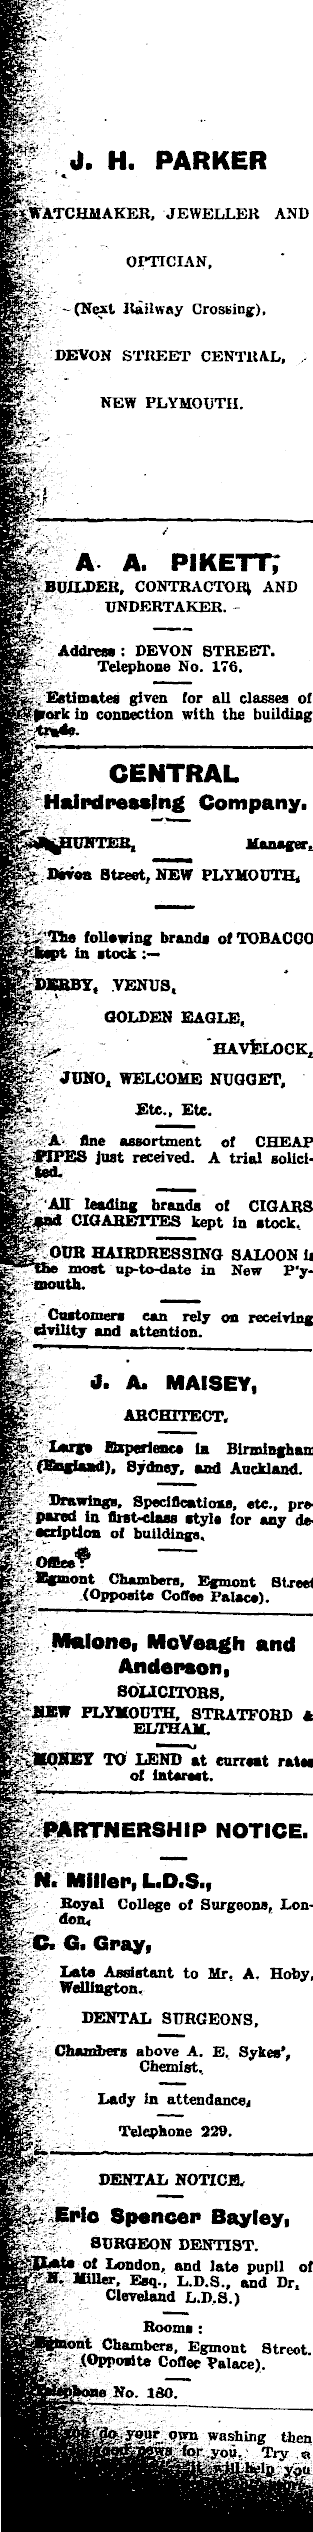 J. H. PARKER
WATCHMAKER, JEWELLER AND
OPTICIAN,
(Next Railway Crossing),
DEVON STREET CENTRAL,
NEW PLYMOUTH.
A. A. PIKETT,
BUILDER, CONTRACTOR, AND
UNDERTAKER.
Address: DEVON STREET.
Telephone No. 176.
Estimates given for all classes of
work in connection with the building
trade.
CENTRAL
Hairdressing Company.
HUNTER, Manager.
Devon Street, NEW PLYMOUTH,
The following brands of TOBACCO
kept in stock:—
DERBY, VENUS,
GOLDEN EAGLE,
HAVELOCK,
JUNO, WELCOME NUGGET,
Etc., Etc.
A fine assortment of CHEAP
PIPES just received. A trial solici-
ted.
All leading brands of CIGARS
and CIGARETTES kept in stock.
OUR HAIRDRESSING SALOON is
the most up-to-date in New P'y-
mouth.
Customers can rely on receiving
civility and attention.
J. A. MAISEY,
ARCHITECT.
Large Experience in Birmingham
(England), Sydney, and Auckland.
Drawings, Specifications, etc., pre-
pared in first-class style for any de-
scription of buildings.
Office:
Egmont Chambers, Egmont Street
(Opposite Coffee Palace).
Malone, McVeagh and
Anderson,
SOLICITORS,
NEW PLYMOUTH, STRATFORD &
ELTHAM.
MONEY TO LEND at current rates
of interest.
PARTNERSHIP NOTICE.
N. Miller, L.D.S.,
Royal College of Surgeons, Lon-
don,
C. G. Gray,
Late Assistant to Mr. A. Hoby,
Wellington.
DENTAL SURGEONS,
Chambers above A. E. Sykes',
Chemist.
Lady in attendance,
Telephone 229.
DENTAL NOTICE.
Eric Spencer Bayley,
SURGEON DENTIST.
(Late of London, and late pupil of
N. Miller, Esq., L.D.S., and Dr.
Cleveland L.D.S.)
Rooms:
Egmont Chambers, Egmont Street.
(Opposite Coffee Palace).
Telephone No. 180.
you do your own washing then
good news for you. Try a
it will help you